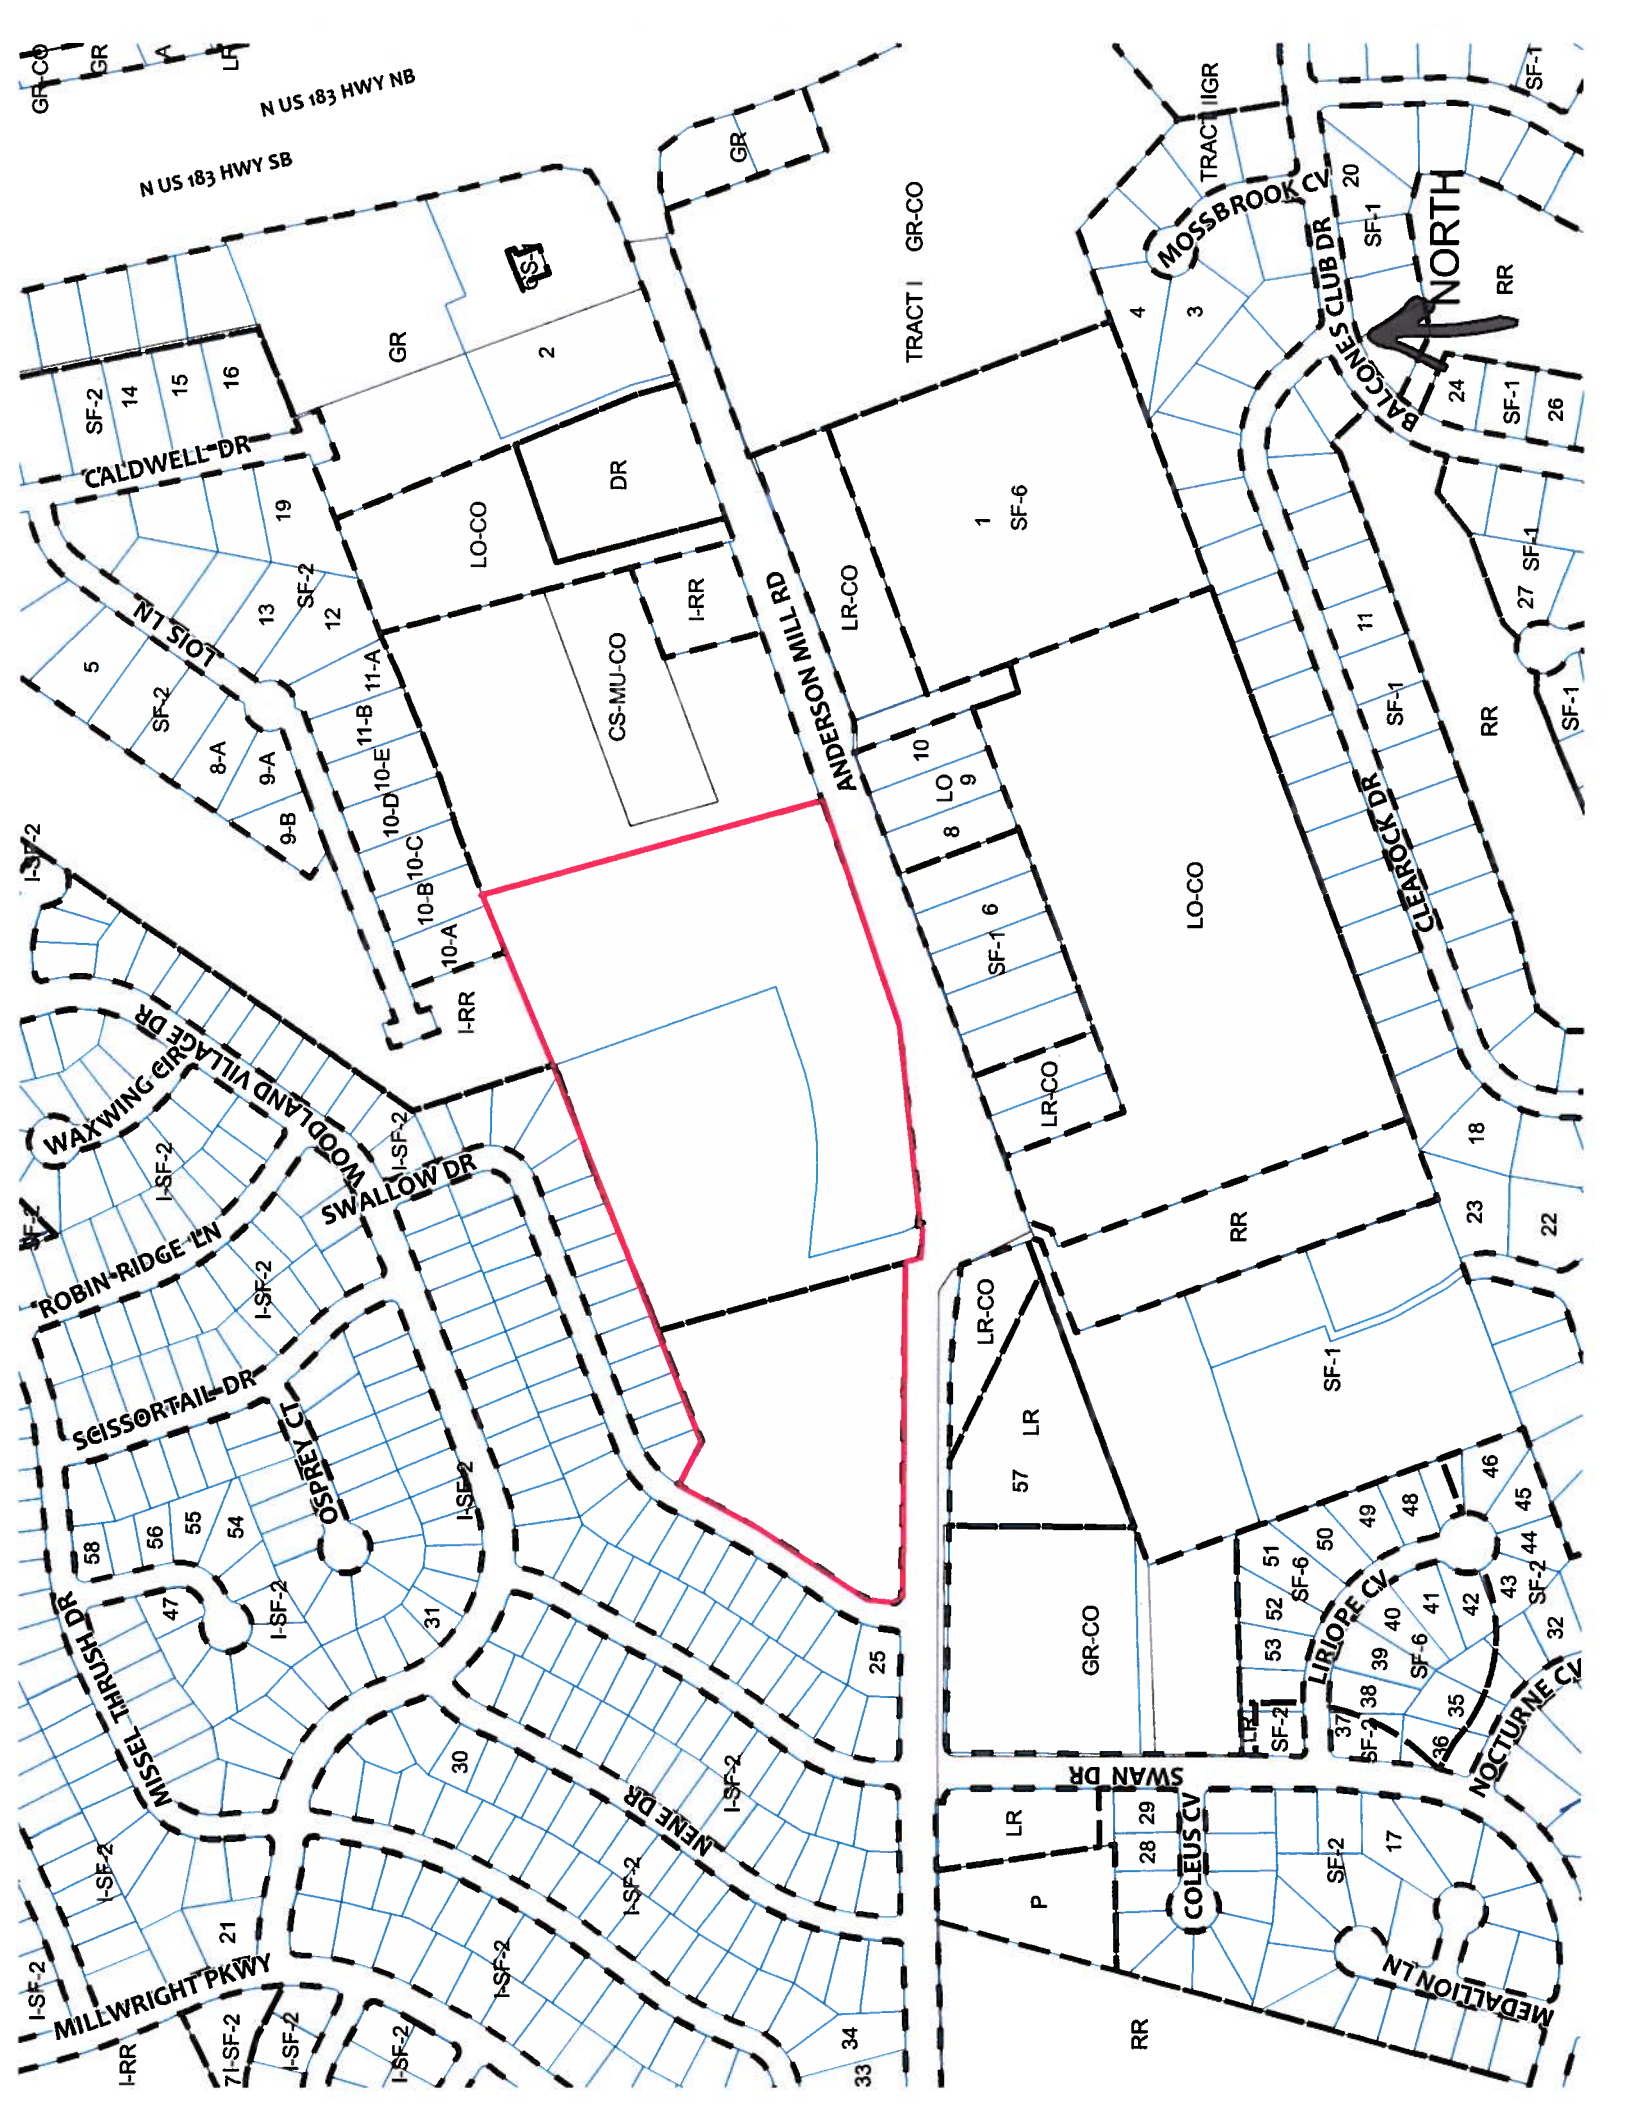 GR-CO
GR
A
LR
N US 183 HWY NB
N US 183 HWY SB
GR
TRACT IIGR
SF-1
MOSSBROOK CV
20
SF-1
NORTH
RR
BALCONES CLUB DR
TRACT I GR-CO
4
3
24
SF-1
26
GR
CS-1
2
SF-2
14
15
16
CALDWELL DR
19
LO-CO
DR
1
SF-6
27
SF-1
LOIS LN
SF-2
13
12
I-RR
ANDERSON MILL RD
LR-CO
11
SF-1
RR
SF-1
5
SF-2
8-A
9-A
9-B
11-A
11-B
10-E
10-D
10-C
10-B
10-A
CS-MU-CO
10
LO
9
8
CLEAROCK DR
I-SF-2
I-RR
6
SF-1
LO-CO
LR-CO
WOODLAND VILLAGE DR
WAXWING CIR
I-SF-2
I-SF-2
SWALLOW DR
SF-2
ROBIN RIDGE LN
I-SF-2
18
23
22
RR
LR-CO
SF-1
SCISSORTAIL DR
OSPREY CT
LR
57
I-SF-2
58
56
55
54
46
45
44
43
SF-2
32
48
49
50
51
SF-6
52
53
LIRIOPE CV
42
41
40
39
SF-6
38
35
37
SF-2
36
LR
SF-2
NOCTURNE CV
MISSEL THRUSH DR
47
I-SF-2
31
25
GR-CO
30
NENE DR
I-SF-2
I-SF-2
SWAN DR
LR
29
28
COLEUS CV
SF-2
17
P
MEDALLION LN
I-SF-2
21
I-SF-2
MILLWRIGHT PKWY
I-RR
7
I-SF-2
I-SF-2
I-SF-2
I-SF-2
34
33
RR